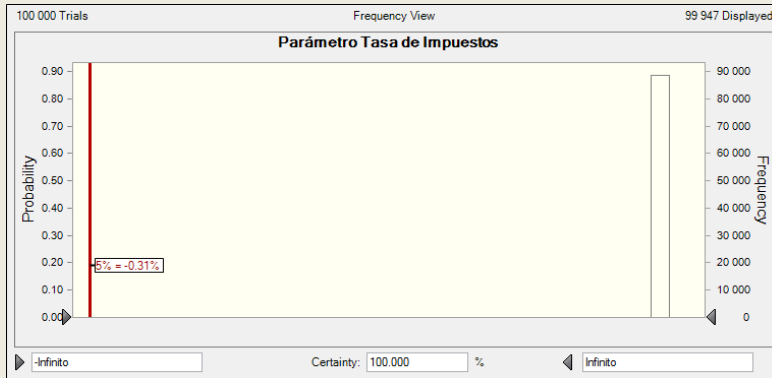 100 000 Trials Frequency View 99 947 Displayed
Parámetro Tasa de Impuestos
0.90 90 000
0.80 80 000
0.70 70 000
0.60 60 000
0.50 50 000
0.40 40 000
0.30 30 000
0.20 20 000
0.10 10 000
0.00 0
Probability
Frequency
5% = -0.31%
-Infinito Certainty: 100.000 % Infinito